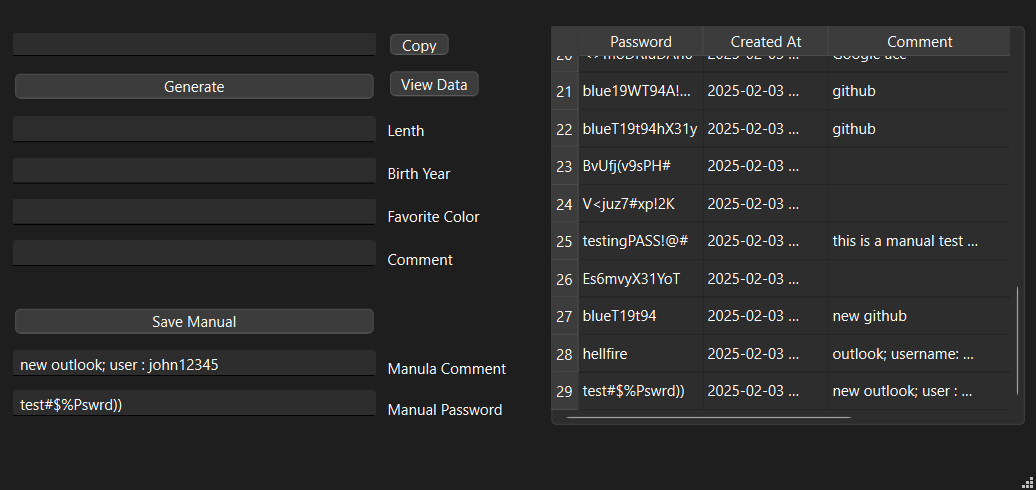 Copy
Generate
View Data
Lenth
Birth Year
Favorite Color
Comment
Save Manual
new outlook; user : john12345
Manula Comment
test#$%Pswrd))
Manual Password
Password Created At Comment
21 blue19WT94A!... 2025-02-03 ... github
22 blueT19t94hX31y 2025-02-03 ... github
23 BvUfj(v9sPH# 2025-02-03 ...
24 V<juz7#xp!2K 2025-02-03 ...
25 testingPASS!@# 2025-02-03 ... this is a manual test ...
26 Es6mvyX31YoT 2025-02-03 ...
27 blueT19t94 2025-02-03 ... new github
28 hellfire 2025-02-03 ... outlook; username: ...
29 test#$%Pswrd)) 2025-02-03 ... new outlook; user : ...